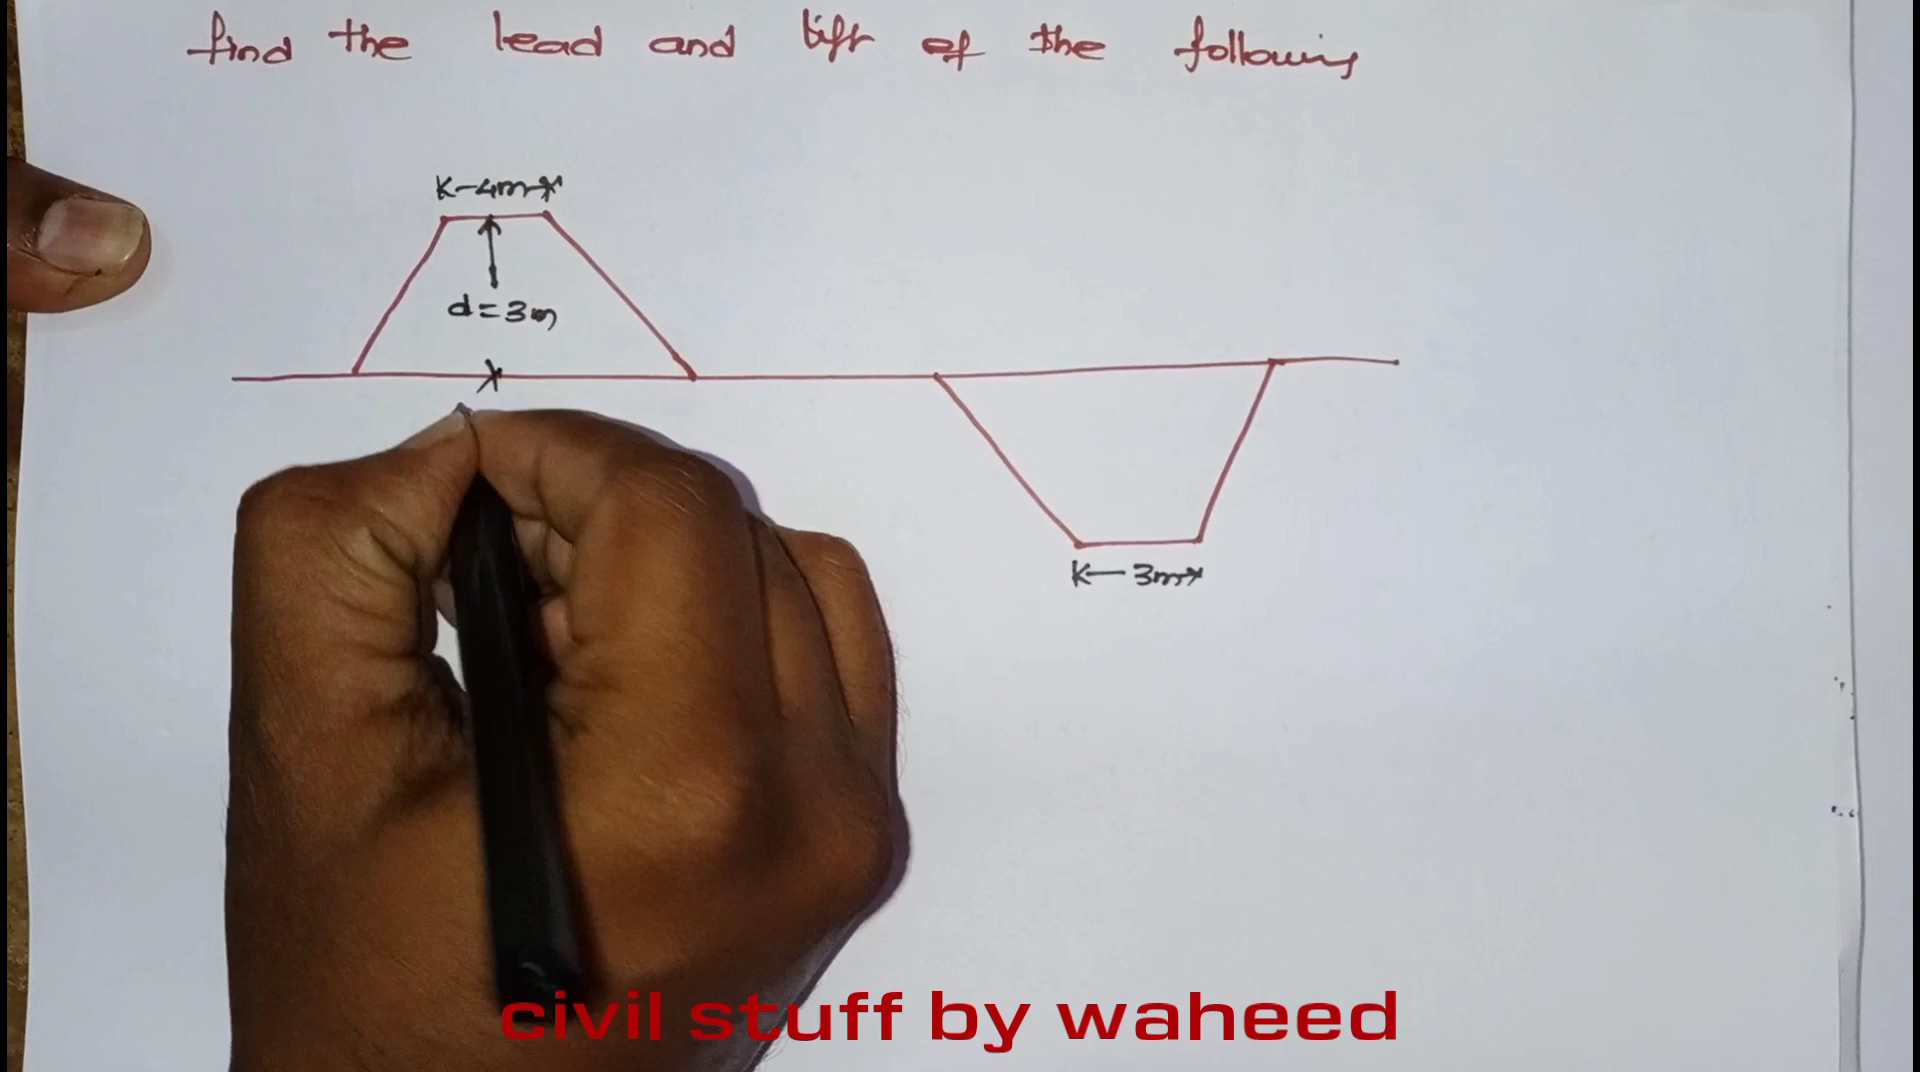 find the lead and lift of the following
4m
d=3m
3m
civil stuff by waheed